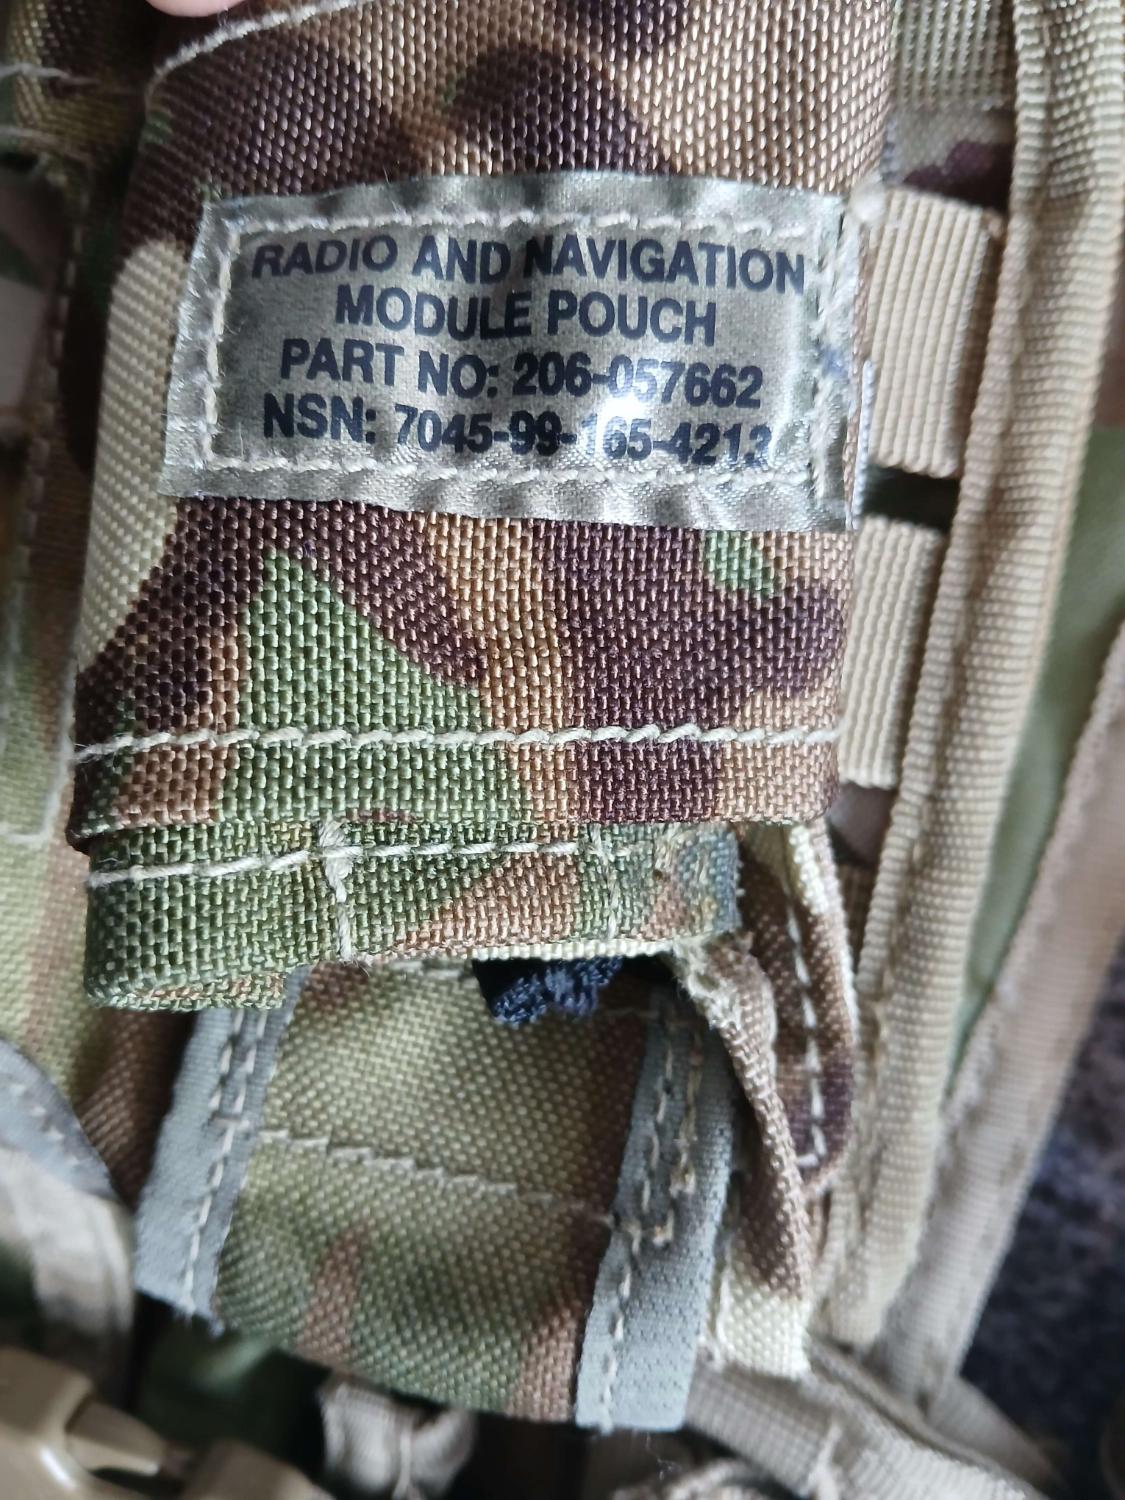 RADIO AND NAVIGATION
MODULE POUCH
PART NO: 206-057662
NSN: 7045-99-165-4213